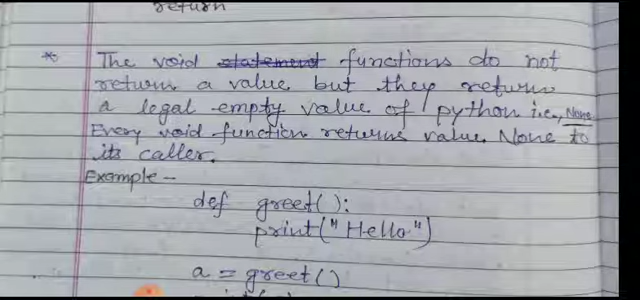 return
* The void statement functions do not
return a value but they return
a legal empty value of python i.e., None
Every void function returns value None to
its caller.
Example -
def greet():
print("Hello")
a = greet()